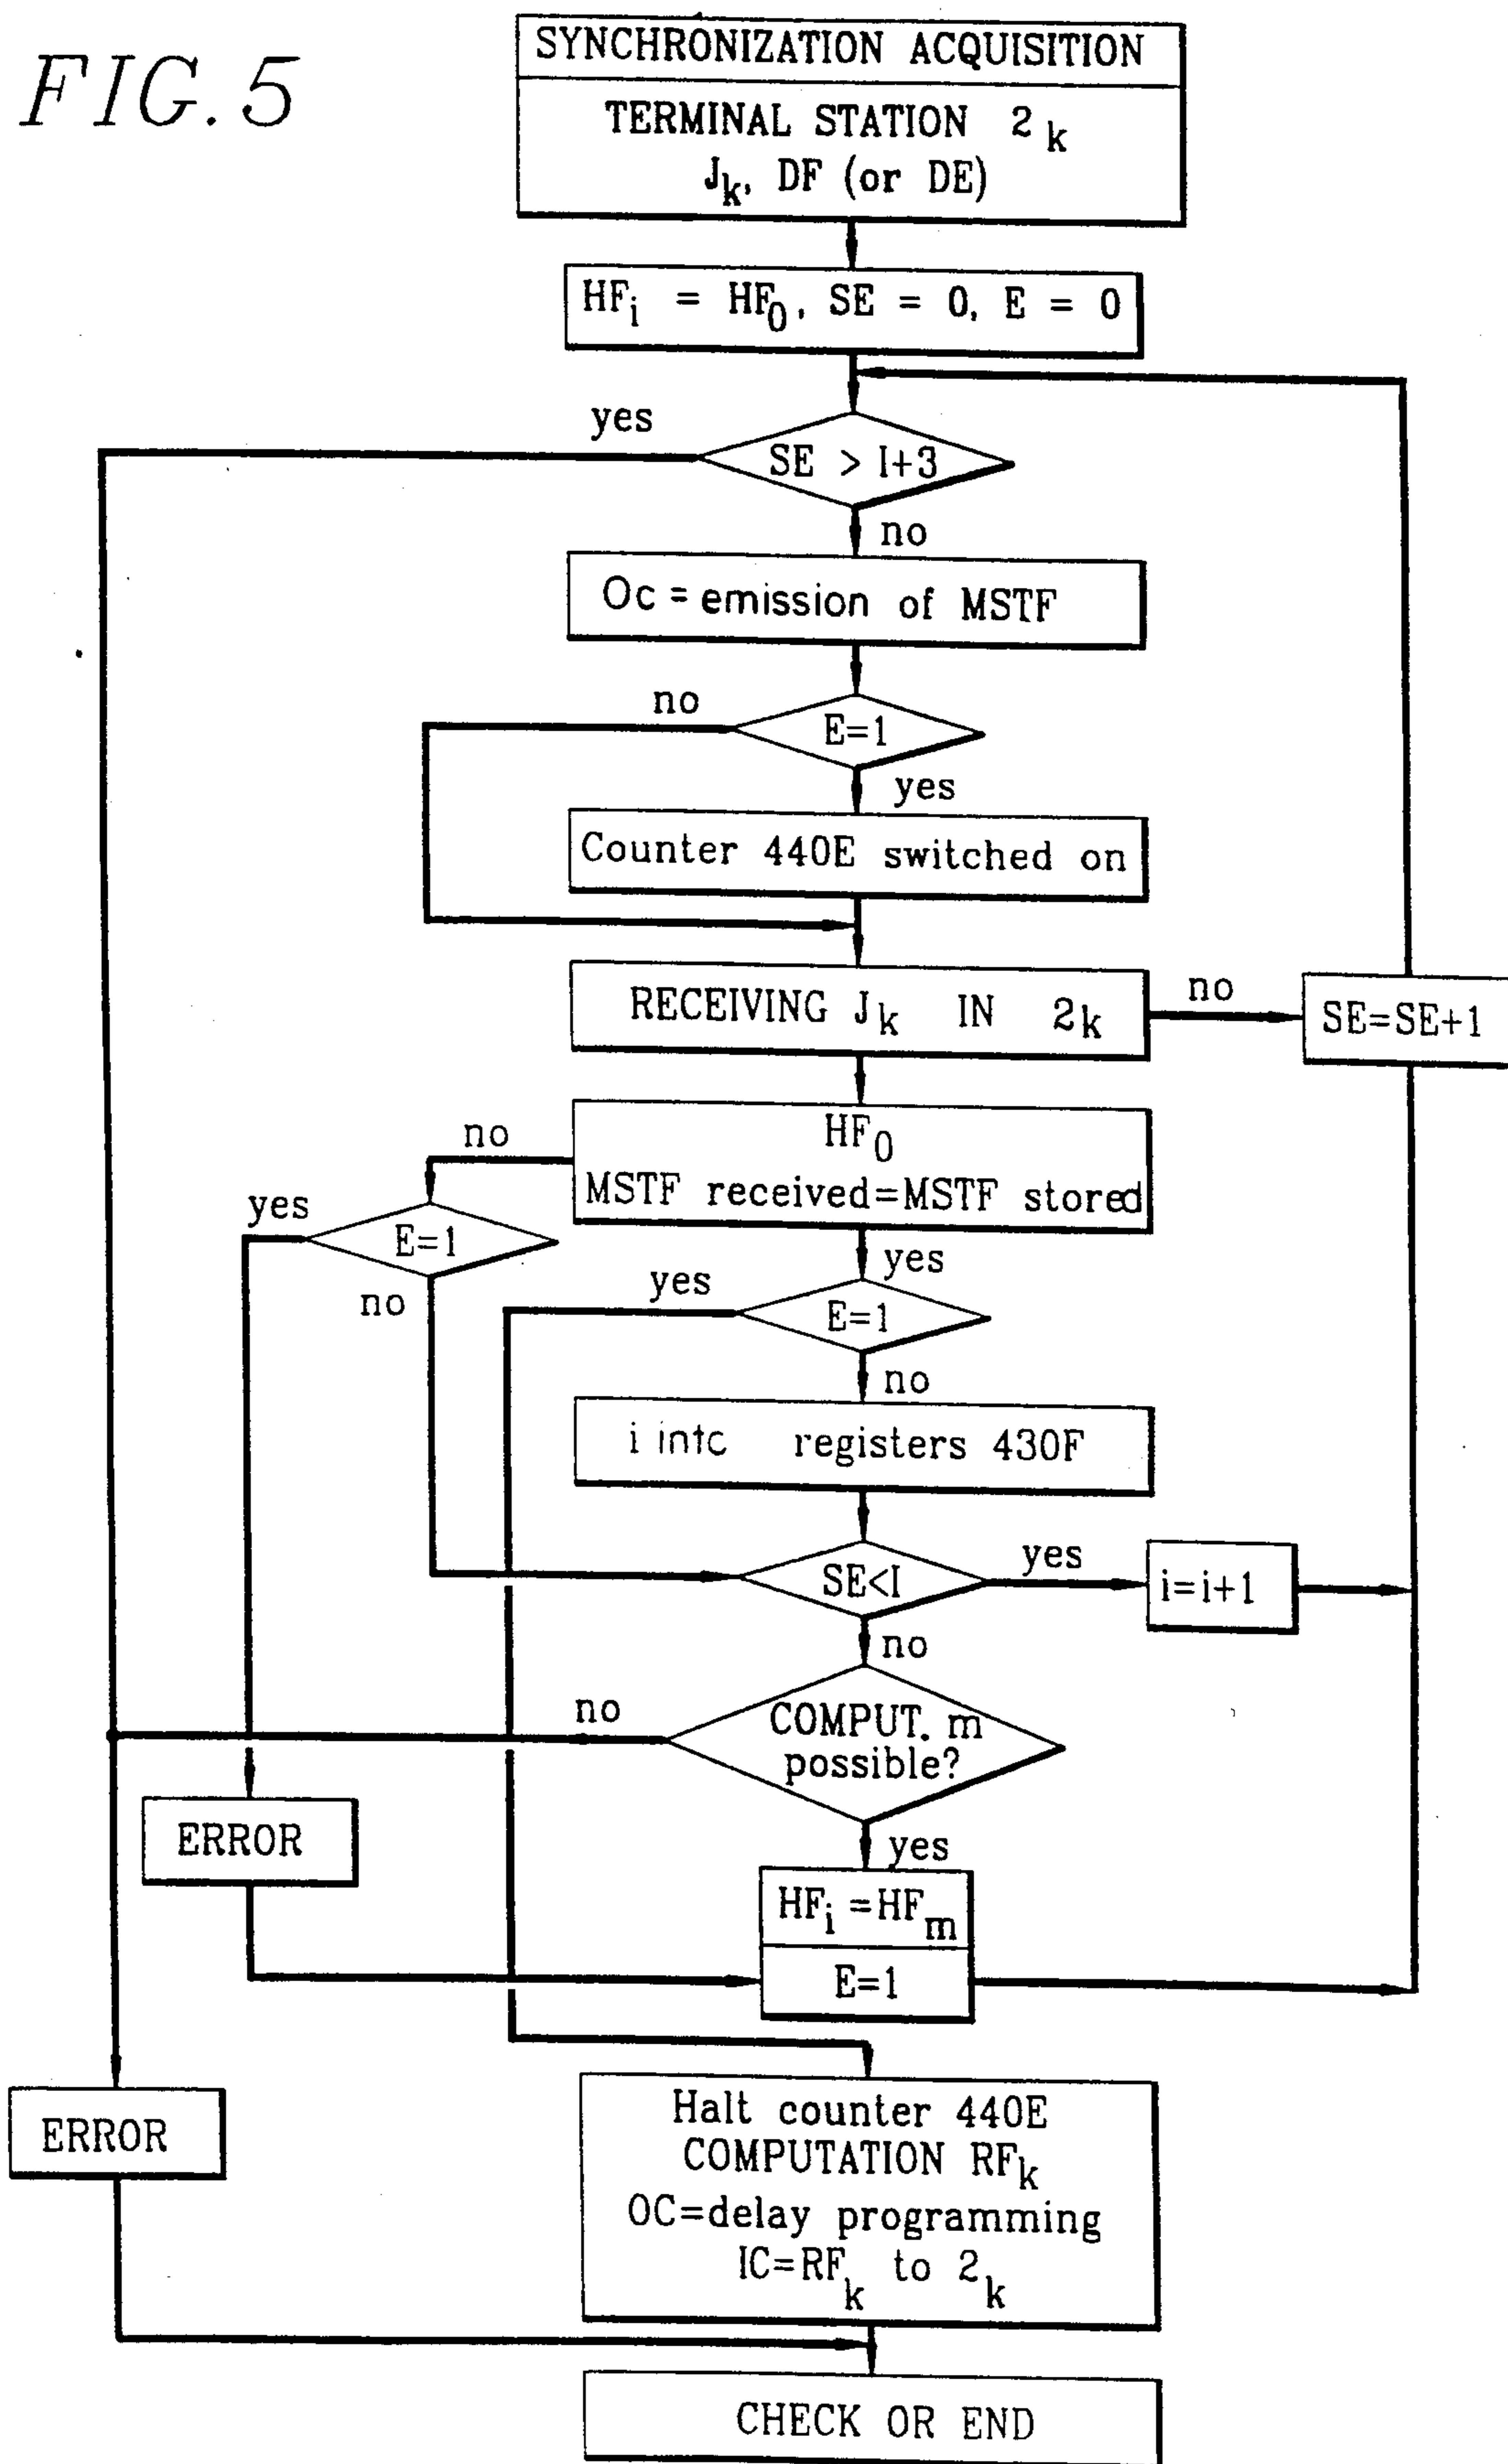 FIG. 5
SYNCHRONIZATION ACQUISITION
TERMINAL STATION 2k
Jk, DF (or DE)
HFi = HF0, SE = 0, E = 0
yes
SE > I+3
no
Oc = emission of MSTF
no
E=1
yes
Counter 440E switched on
RECEIVING Jk IN 2k
no
SE=SE+1
no
HF0
MSTF received=MSTF stored
yes
E=1
no
yes
yes
E=1
no
i intc registers 430F
SE<I
yes
i=i+1
no
no
COMPUT. m
possible?
yes
ERROR
HFi =HFm
E=1
ERROR
Halt counter 440E
COMPUTATION RFk
OC=delay programming
IC=RFk to 2k
CHECK OR END